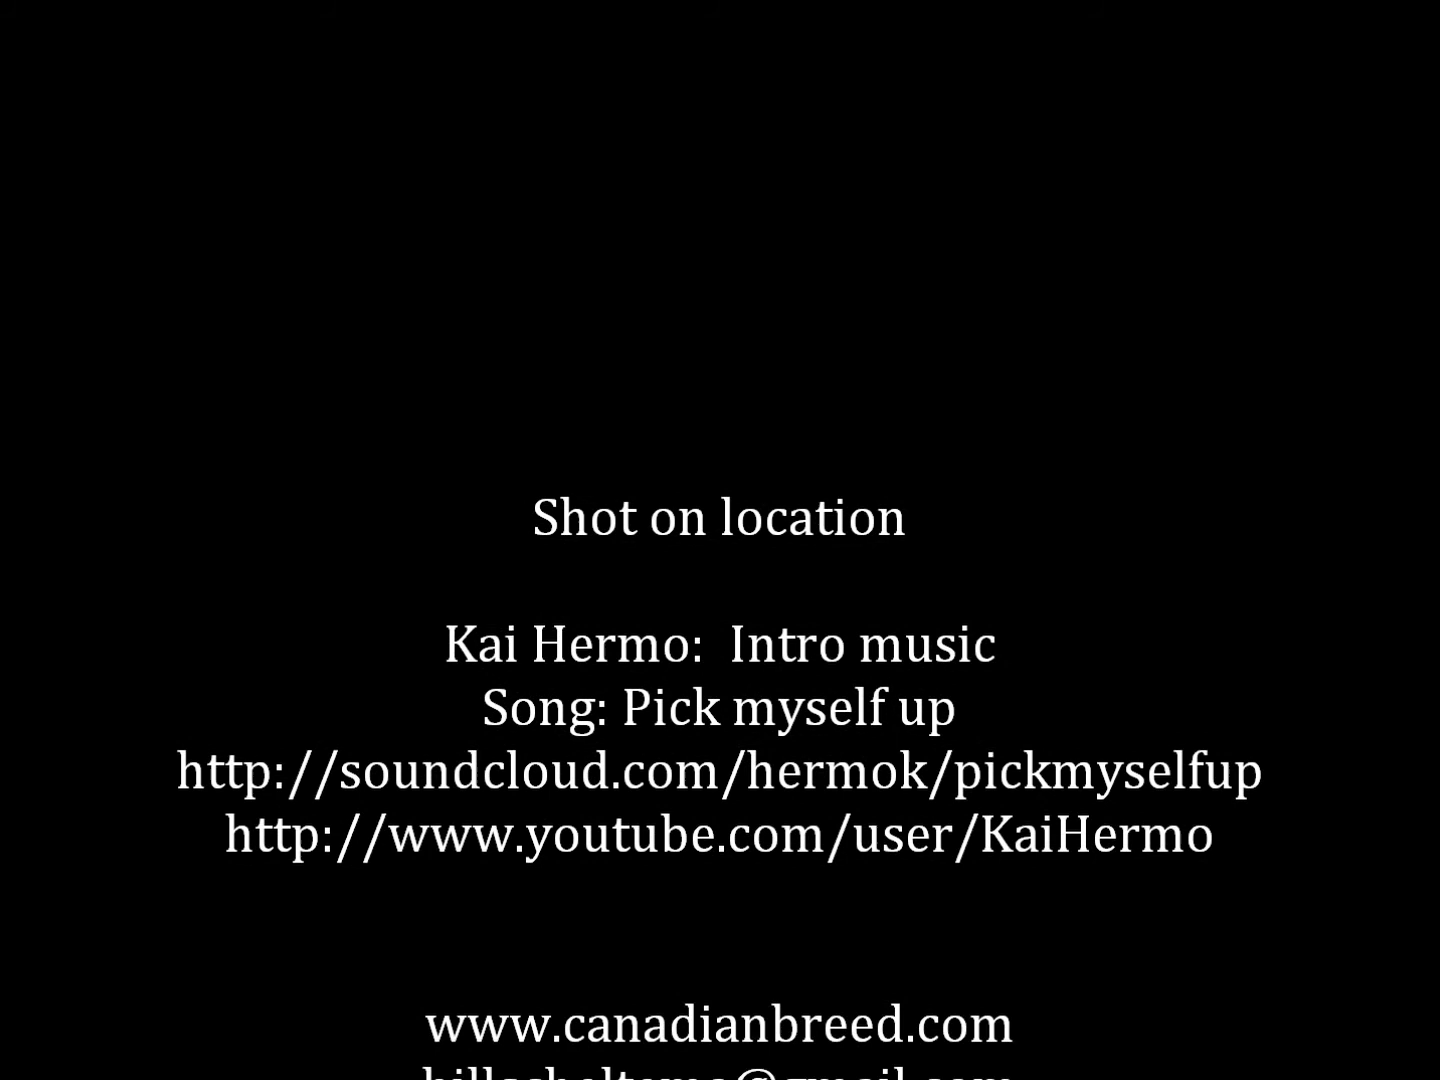 Shot on location
Kai Hermo:  Intro music
Song: Pick myself up
http://soundcloud.com/hermok/pickmyselfup
http://www.youtube.com/user/KaiHermo
www.canadianbreed.com